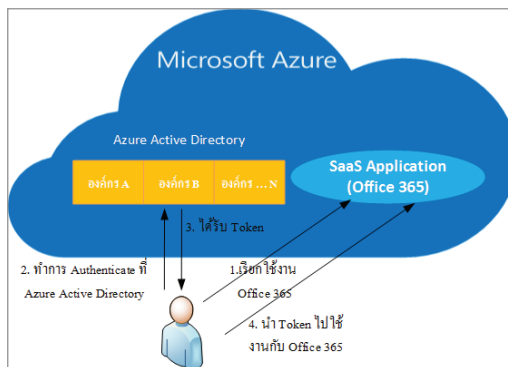 Microsoft Azure
Azure Active Directory
องค์กร A
องค์กร B
องค์กร ... N
SaaS Application
(Office 365)
3. ได้รับ Token
2. ทำการ Authenticate ที่
Azure Active Directory
1.เรียกใช้งาน
Office 365
4. นำ Token ไปใช้
งานกับ Office 365